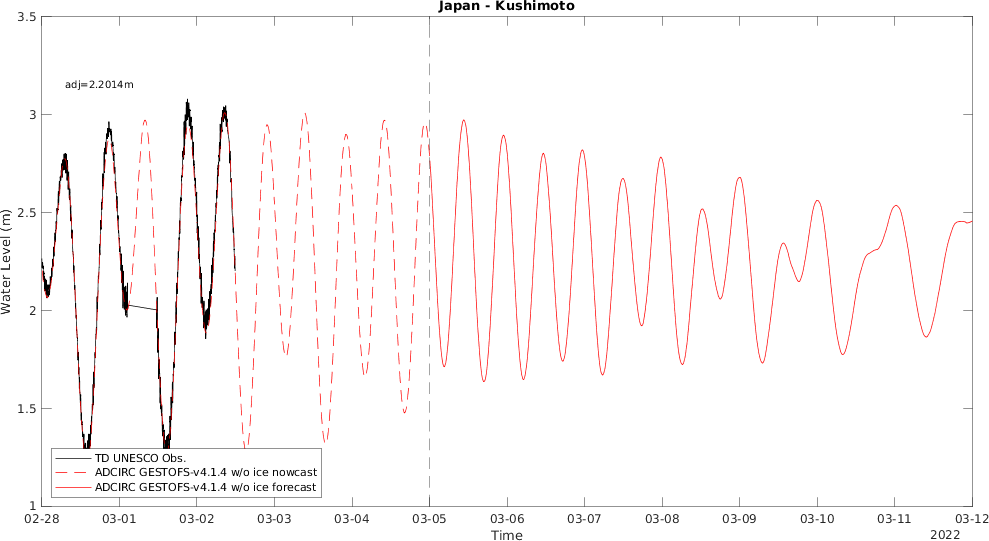 Japan - Kushimoto
3.5
3
2.5
2
1.5
1
Water Level (m)
adj=2.2014m
TD UNESCO Obs.
ADCIRC GESTOFS-v4.1.4 w/o ice nowcast
ADCIRC GESTOFS-v4.1.4 w/o ice forecast
02-28 03-01 03-02 03-03 03-04 03-05 03-06 03-07 03-08 03-09 03-10 03-11 03-12
Time
2022